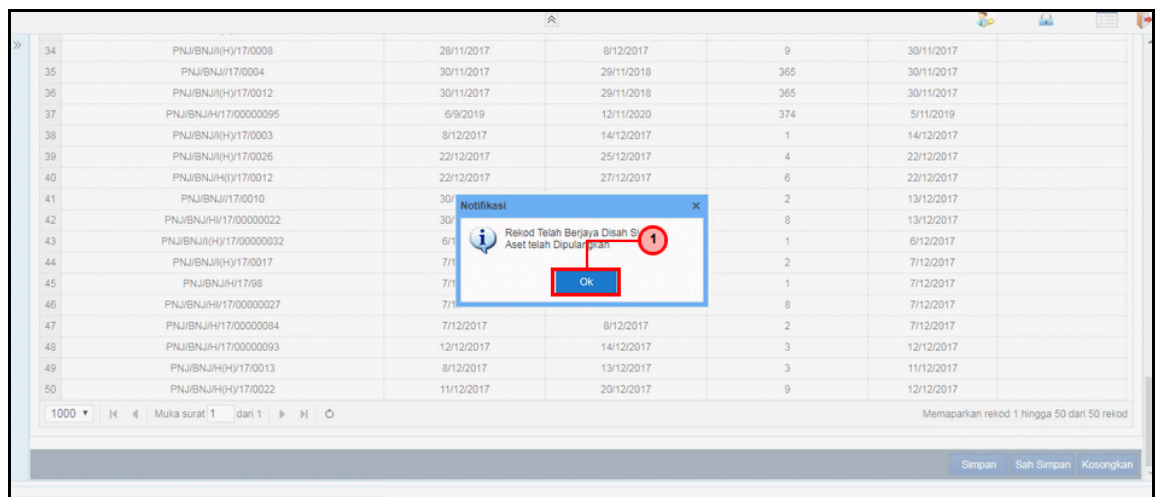 34 PNJ/BNJ/I(H)/17/0008 28/11/2017 8/12/2017 9 30/11/2017
35 PNJ/BNJ//17/0004 30/11/2017 29/11/2018 365 30/11/2017
36 PNJ/BNJ/I(H)/17/0012 30/11/2017 29/11/2018 365 30/11/2017
37 PNJ/BNJ/H/17/00000095 6/9/2019 12/11/2020 374 5/11/2019
38 PNJ/BNJ/I(H)/17/0003 8/12/2017 14/12/2017 1 14/12/2017
39 PNJ/BNJ/I(H)/17/0026 22/12/2017 25/12/2017 4 22/12/2017
40 PNJ/BNJ/H(I)/17/0012 22/12/2017 27/12/2017 6 22/12/2017
41 PNJ/BNJ//17/0010 30/ 2 13/12/2017
Notifikasi x
42 PNJ/BNJ/HI/17/00000022 30/ 8 13/12/2017
Rekod Telah Berjaya Disah
43 PNJ/BNJ/I(H)/17/00000032 6/1 1 6/12/2017
Aset telah Dipulangkan
1
44 PNJ/BNJ/I(H)/17/0017 7/1 2 7/12/2017
45 PNJ/BNJ/H/17/98 7/1 1 7/12/2017
Ok
46 PNJ/BNJ/HI/17/00000027 7/1 8 7/12/2017
47 PNJ/BNJ/H/17/00000084 7/12/2017 8/12/2017 2 7/12/2017
48 PNJ/BNJ/H/17/00000093 12/12/2017 14/12/2017 3 12/12/2017
49 PNJ/BNJ/H(H)/17/0013 8/12/2017 13/12/2017 3 11/12/2017
50 PNJ/BNJ/H(H)/17/0022 11/12/2017 20/12/2017 9 12/12/2017
1000 Muka surat 1 dari 1 Memaparkan rekod 1 hingga 50 dari 50 rekod
Simpan Sah Simpan Kosongkan